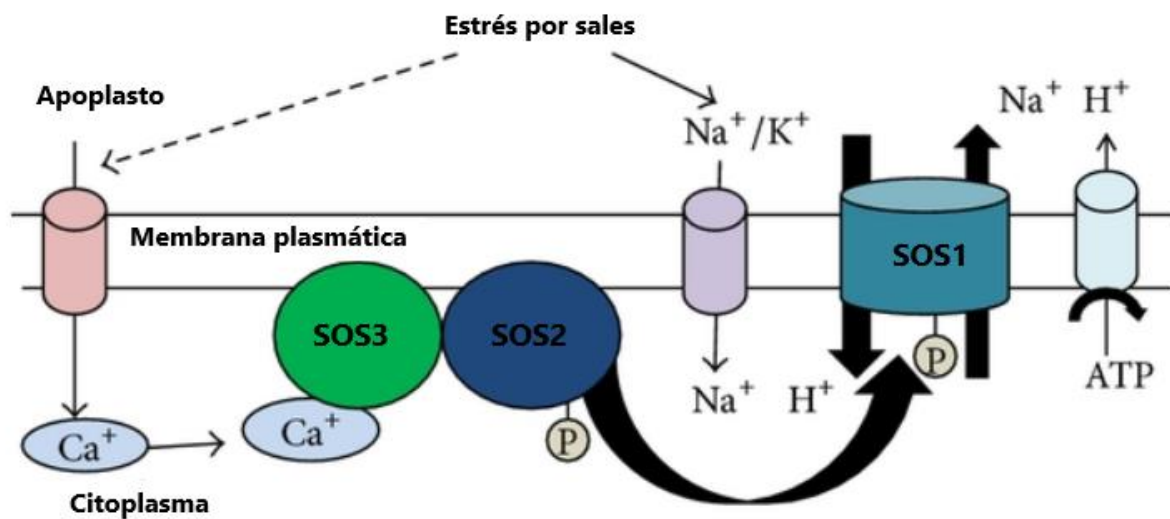 Estrés por sales
Apoplasto
Na⁺ H⁺
Na⁺/K⁺
Membrana plasmática
SOS1
SOS3
SOS2
P
ATP
Na⁺ H⁺
Ca⁺
Ca⁺
P
Citoplasma